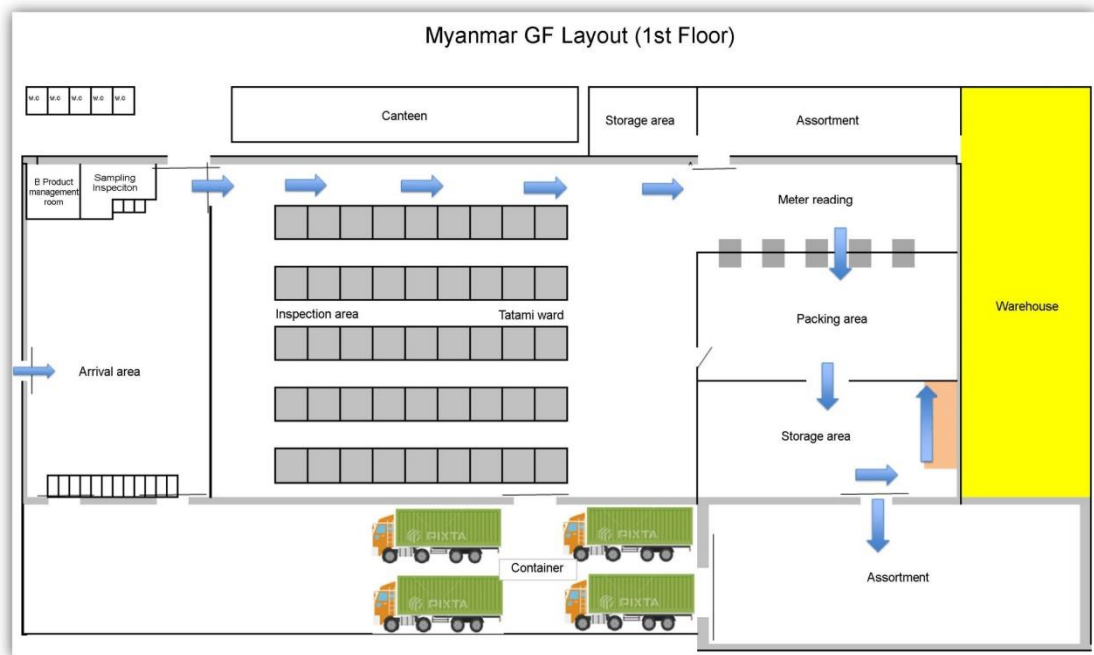 Myanmar GF Layout (1st Floor)
w.c w.c w.c w.c w.c
Canteen
Storage area
Assortment
B Product
management
room
Sampling
Inspeciton
Meter reading
Inspection area
Tatami ward
Packing area
Warehouse
Arrival area
Storage area
PIXTA
PIXTA
Container
PIXTA
PIXTA
Assortment